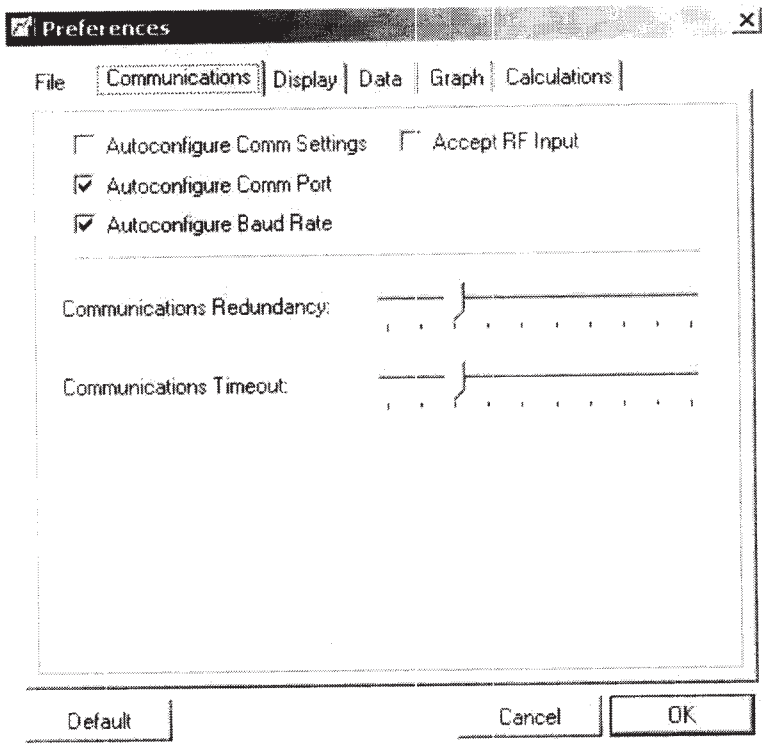 Preferences
File Communications Display Data Graph Calculations
Autoconfigure Comm Settings Accept RF Input
Autoconfigure Comm Port
Autoconfigure Baud Rate
Communications Redundancy:
Communications Timeout:
Default Cancel OK